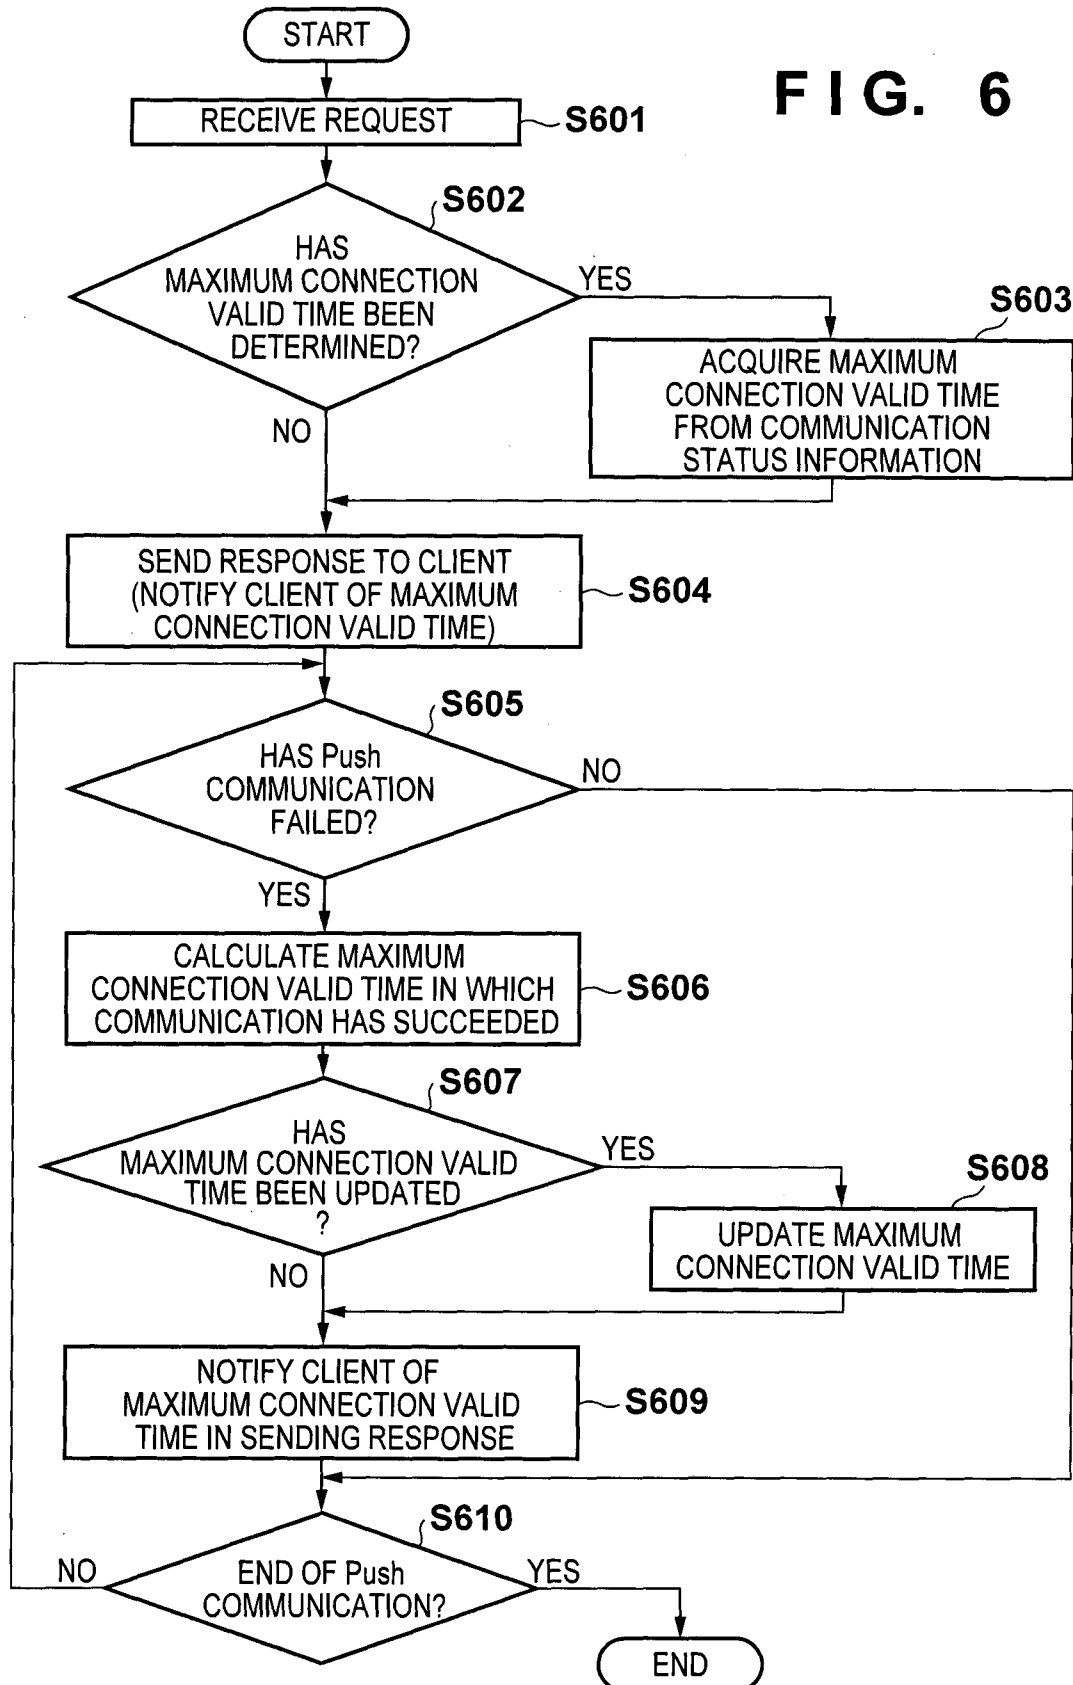 START
FIG. 6
RECEIVE REQUEST
S601
S602
HAS
MAXIMUM CONNECTION
VALID TIME BEEN
DETERMINED?
YES
NO
S603
ACQUIRE MAXIMUM
CONNECTION VALID TIME
FROM COMMUNICATION
STATUS INFORMATION
SEND RESPONSE TO CLIENT
(NOTIFY CLIENT OF MAXIMUM
CONNECTION VALID TIME)
S604
S605
HAS Push
COMMUNICATION
FAILED?
NO
YES
CALCULATE MAXIMUM
CONNECTION VALID TIME IN WHICH
COMMUNICATION HAS SUCCEEDED
S606
S607
HAS
MAXIMUM CONNECTION VALID
TIME BEEN UPDATED
?
YES
NO
S608
UPDATE MAXIMUM
CONNECTION VALID TIME
NOTIFY CLIENT OF
MAXIMUM CONNECTION VALID
TIME IN SENDING RESPONSE
S609
S610
END OF Push
COMMUNICATION?
NO
YES
END